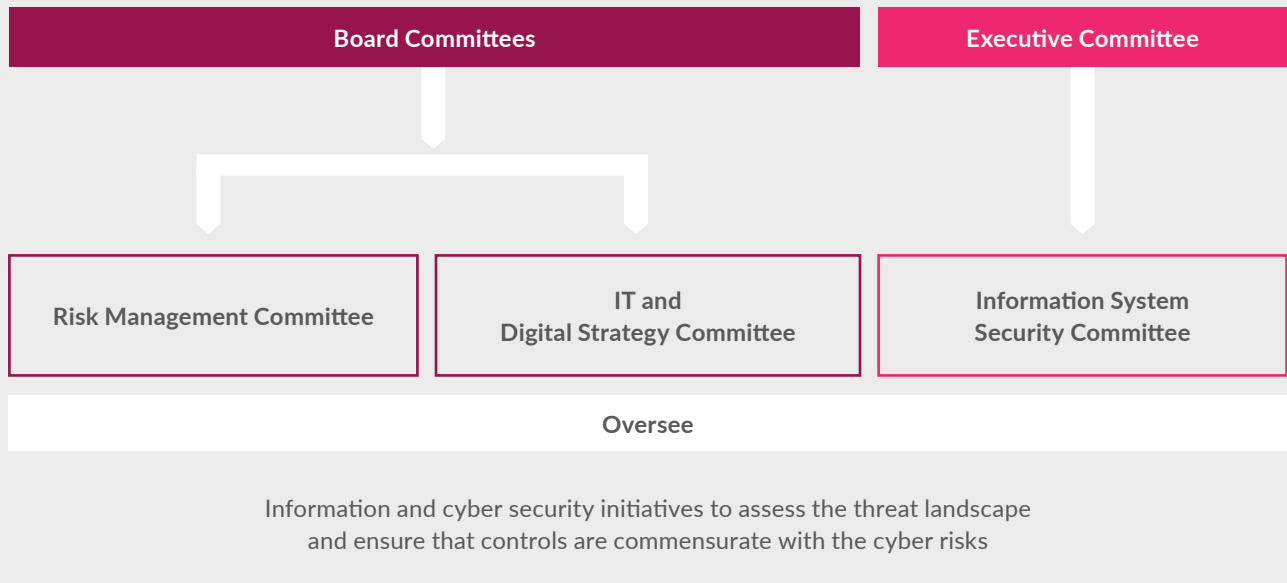 Board Committees
Executive Committee
Risk Management Committee
IT and
Digital Strategy Committee
Information System
Security Committee
Oversee
Information and cyber security initiatives to assess the threat landscape
and ensure that controls are commensurate with the cyber risks